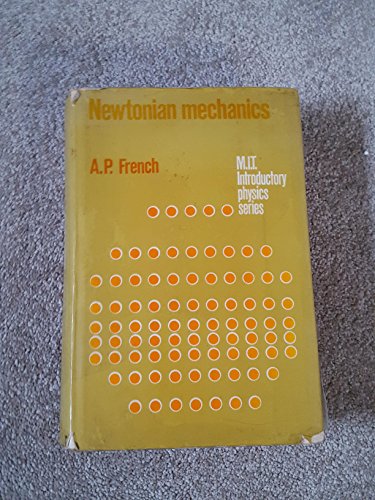 Newtonian mechanics
A.P. French
M.I.T.
Introductory
physics
series